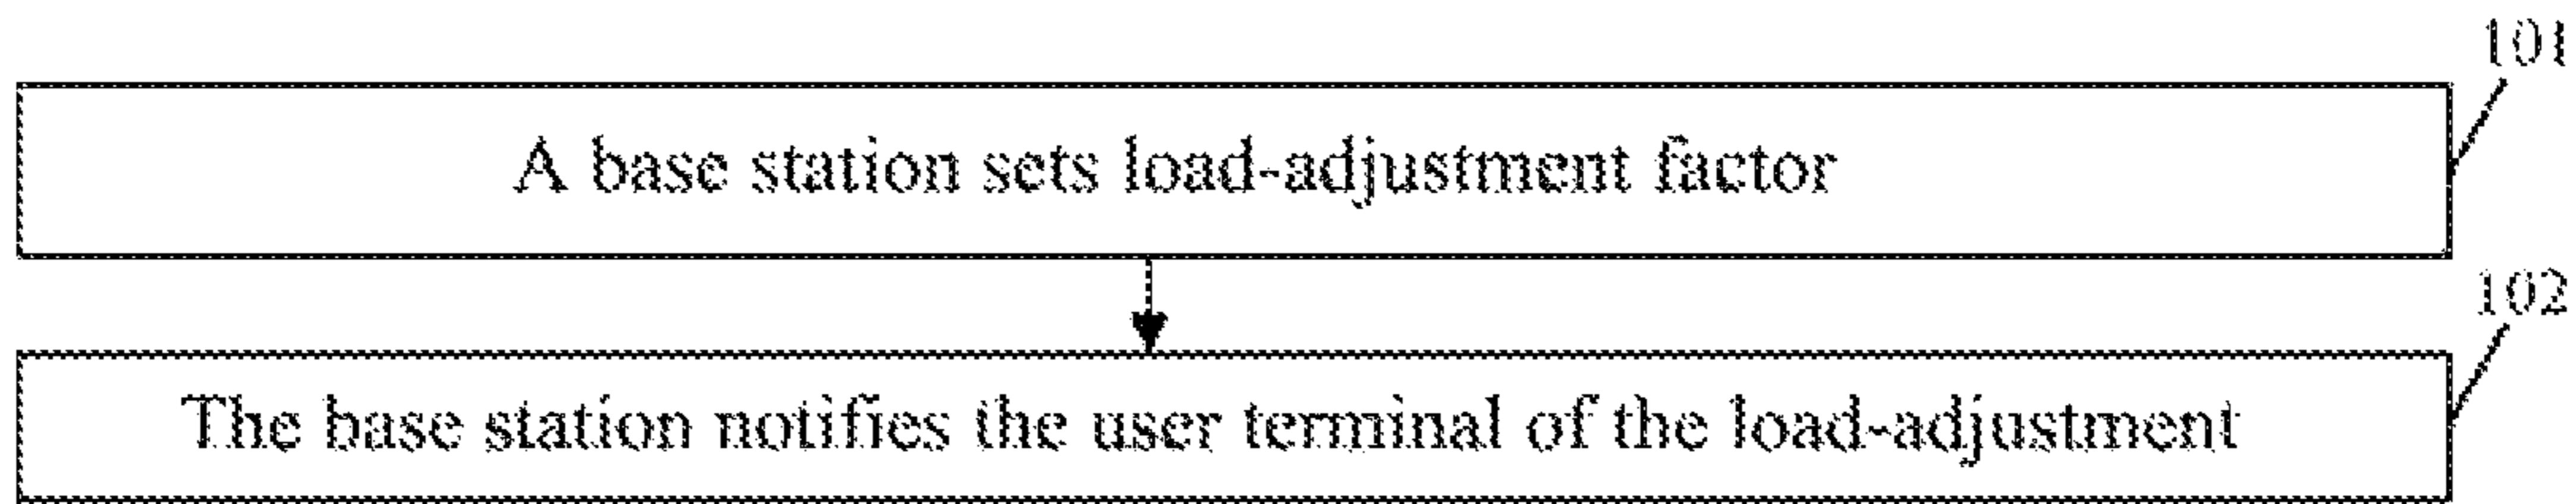 101
A base station sets load-adjustment factor
102
The base station notifies the user terminal of the load-adjustment